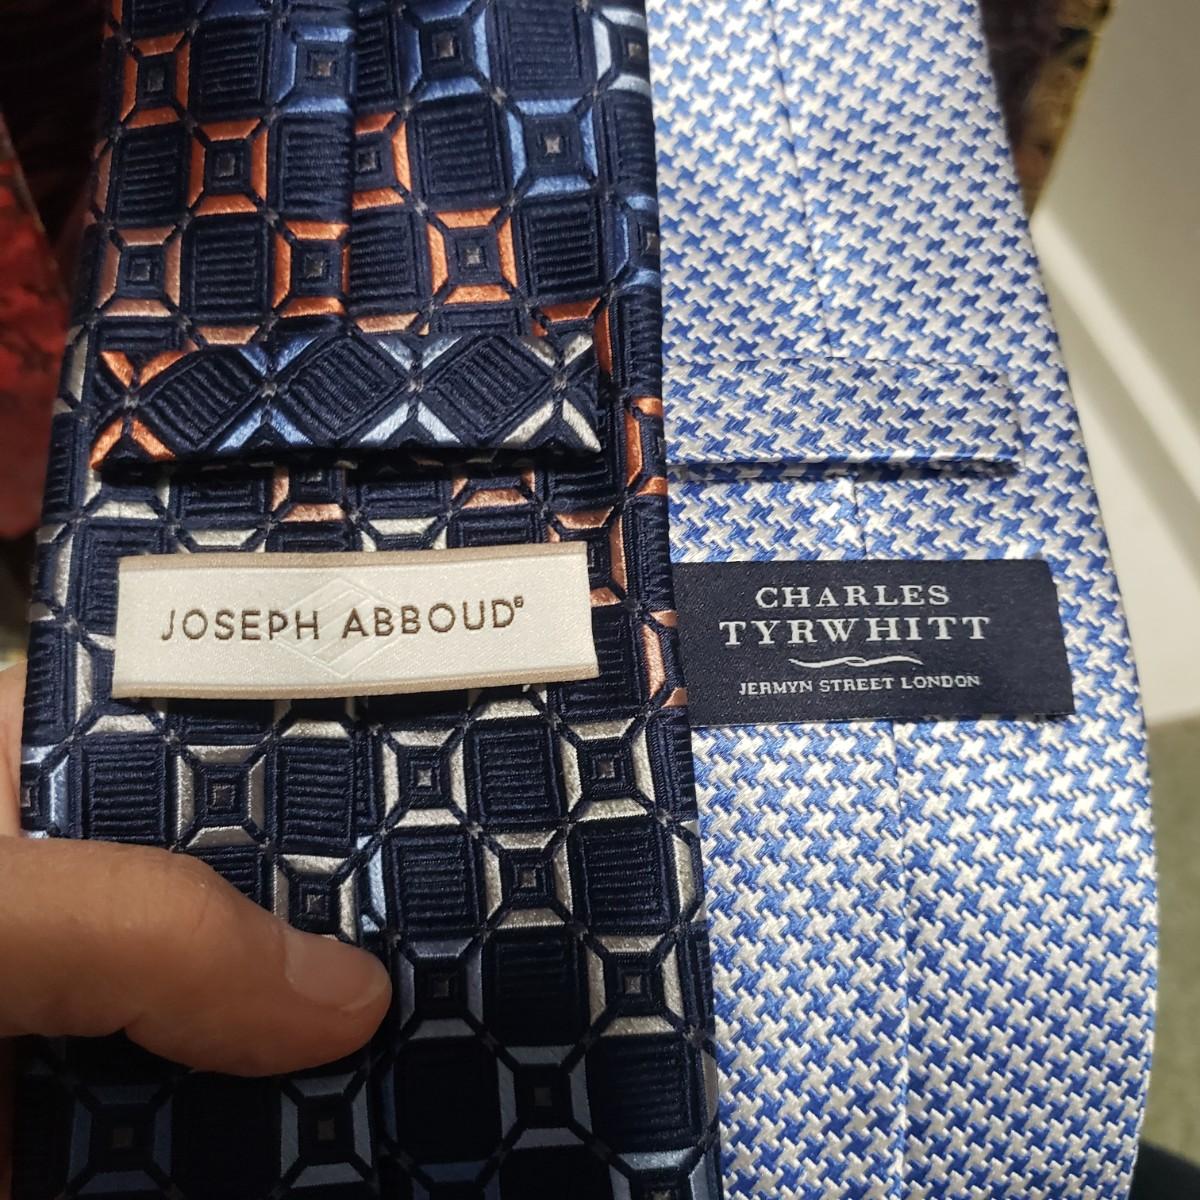 JOSEPH ABBOUD®
CHARLES
TYRWHITT
JERMYN STREET LONDON